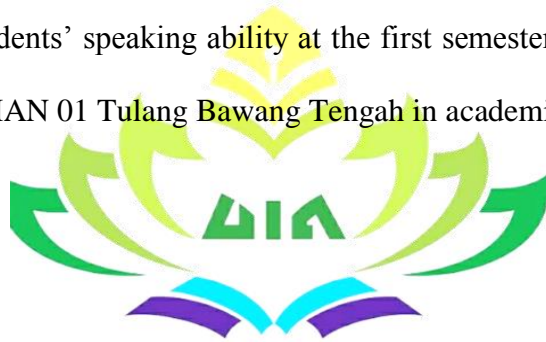 dents’ speaking ability at the first semester
IAN 01 Tulang Bawang Tengah in academi
UIN